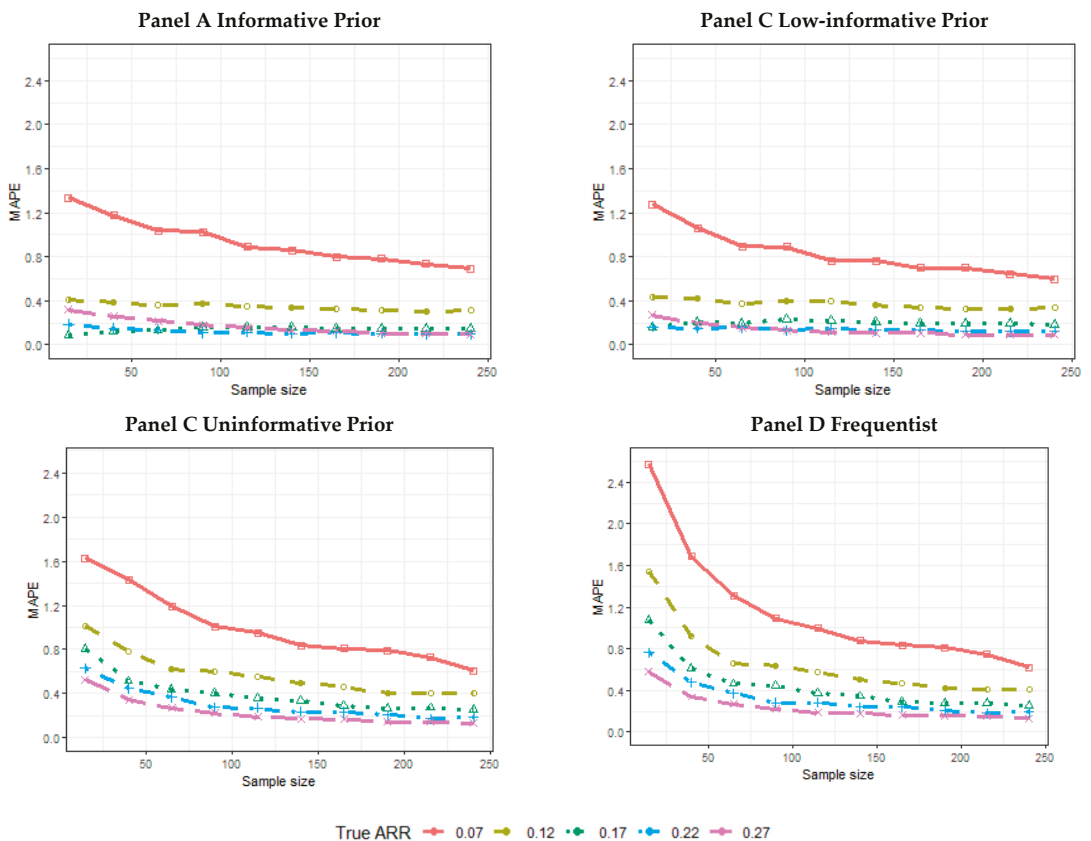 Panel A Informative Prior
MAPE
2.4
2.0
1.6
1.2
0.8
0.4
0.0
50 100 150 200 250
Sample size
Panel C Low-informative Prior
MAPE
2.4
2.0
1.6
1.2
0.8
0.4
0.0
50 100 150 200 250
Sample size
Panel C Uninformative Prior
MAPE
2.4
2.0
1.6
1.2
0.8
0.4
0.0
50 100 150 200 250
Sample size
Panel D Frequentist
MAPE
2.4
2.0
1.6
1.2
0.8
0.4
0.0
50 100 150 200 250
Sample size
True ARR 0.07 0.12 0.17 0.22 0.27